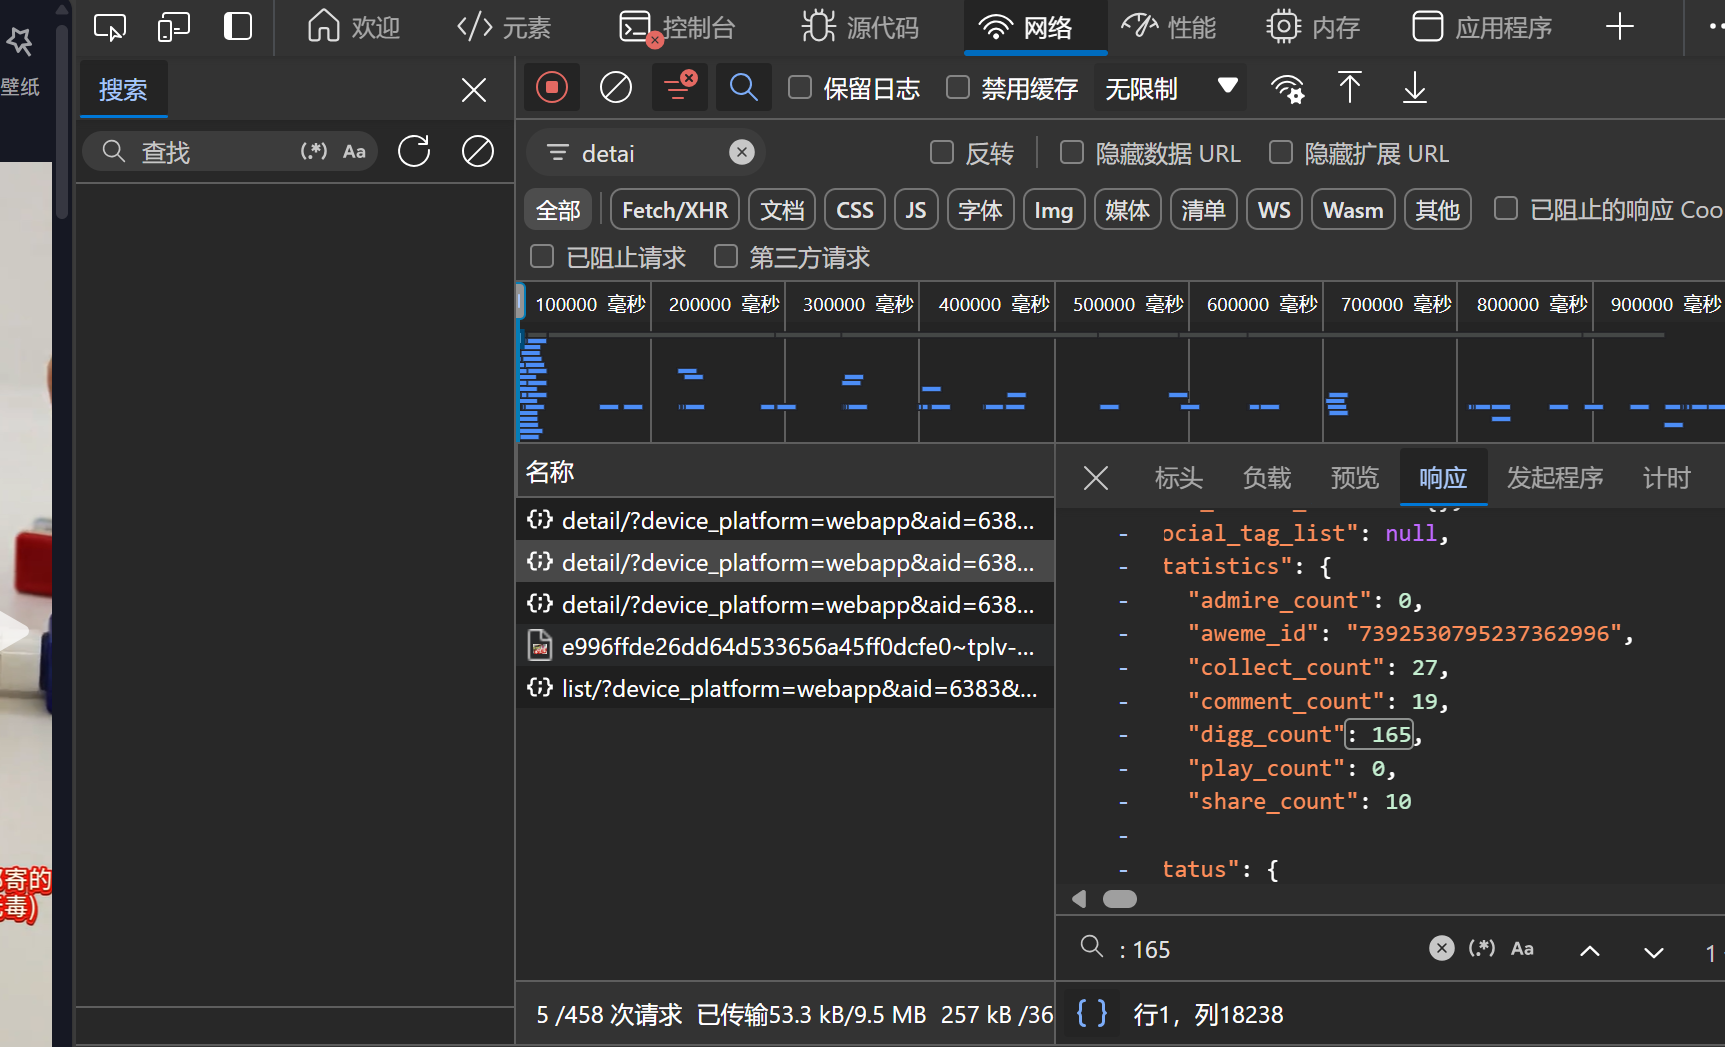 壁纸
寄的
毒)
欢迎
元素
控制台
源代码
网络
性能
内存
应用程序
搜索
查找
(.*)
Aa
保留日志
禁用缓存
无限制
detai
反转
隐藏数据 URL
隐藏扩展 URL
全部
Fetch/XHR
文档
CSS
JS
字体
Img
媒体
清单
WS
Wasm
其他
已阻止的响应 Coo
已阻止请求
第三方请求
100000 毫秒
200000 毫秒
300000 毫秒
400000 毫秒
500000 毫秒
600000 毫秒
700000 毫秒
800000 毫秒
900000 毫秒
名称
detail/?device_platform=webapp&aid=638...
detail/?device_platform=webapp&aid=638...
detail/?device_platform=webapp&aid=638...
e996ffde26dd64d533656a45ff0dcfe0~tplv-...
list/?device_platform=webapp&aid=6383&...
5 /458 次请求 已传输53.3 kB/9.5 MB 257 kB /36
标头
负载
预览
响应
发起程序
计时
- ocial_tag_list": null,
- tatistics": {
- "admire_count": 0,
- "aweme_id": "7392530795237362996",
- "collect_count": 27,
- "comment_count": 19,
- "digg_count": 165,
- "play_count": 0,
- "share_count": 10
-
- tatus": {
: 165
(.*)
Aa
1
{ } 行1，列18238